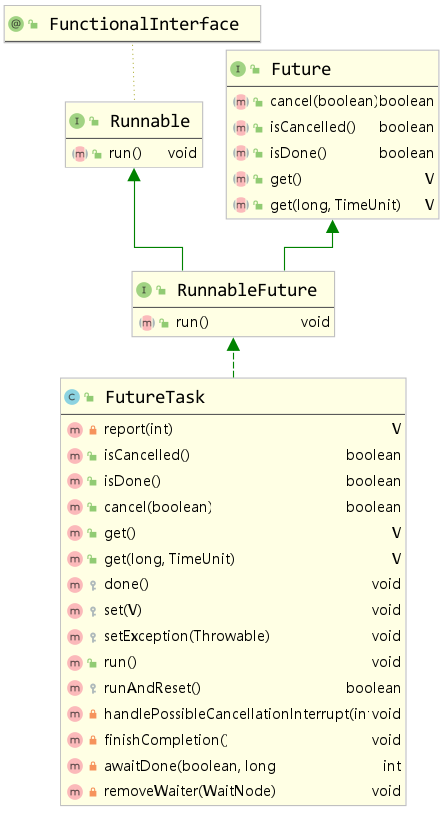 @ FunctionalInterface
I Future
m cancel(boolean) boolean
m isCancelled() boolean
m isDone() boolean
m get() V
m get(long, TimeUnit) V
I Runnable
m run() void
I RunnableFuture
m run() void
C FutureTask
m report(int) V
m isCancelled() boolean
m isDone() boolean
m cancel(boolean) boolean
m get() V
m get(long, TimeUnit) V
m done() void
m set(V) void
m setException(Throwable) void
m run() void
m runAndReset() boolean
m handlePossibleCancellationInterrupt(in void
m finishCompletion() void
m awaitDone(boolean, long int
m removeWaiter(WaitNode) void